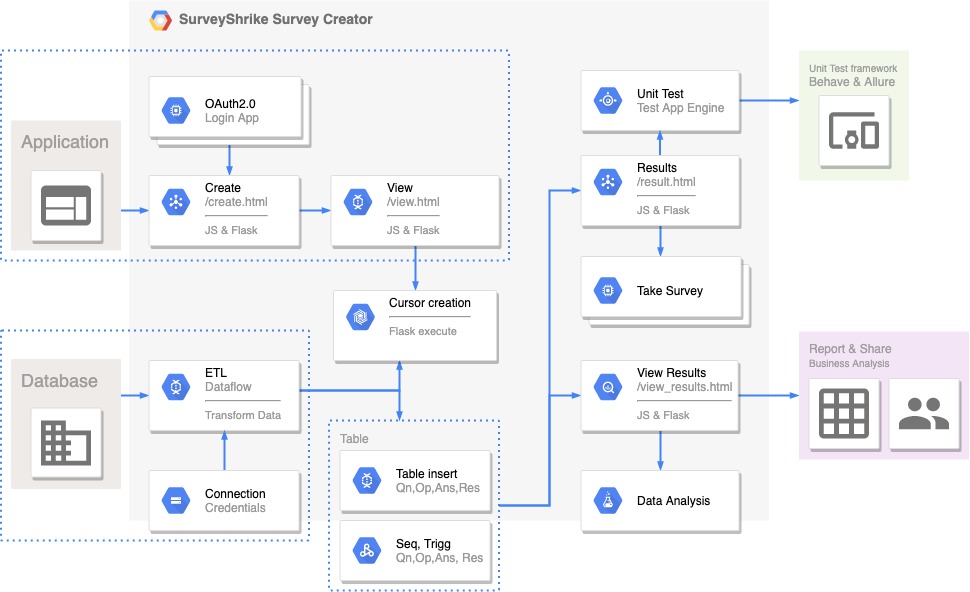 SurveyShrike Survey Creator
Application
OAuth2.0
Login App
Create
/create.html
JS & Flask
View
/view.html
JS & Flask
Cursor creation
Flask execute
Database
ETL
Dataflow
Transform Data
Connection
Credentials
Table
Table insert
Qn,Op,Ans,Res
Seq, Trigg
Qn,Op,Ans, Res
Unit Test
Test App Engine
Results
/result.html
JS & Flask
Take Survey
View Results
/view_results.html
JS & Flask
Data Analysis
Unit Test framework
Behave & Allure
Report & Share
Business Analysis